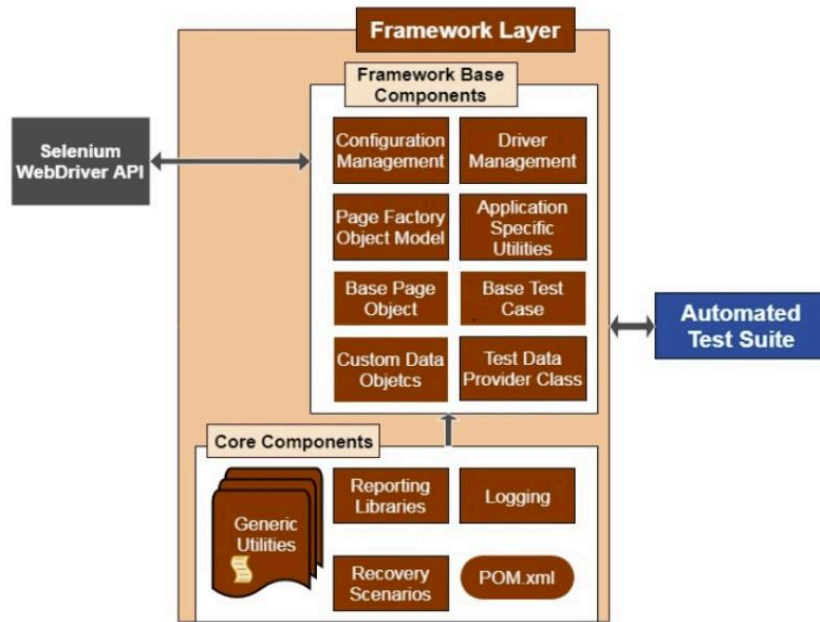 Framework Layer
Framework Base
Components
Selenium
WebDriver API
Configuration
Management
Driver
Management
Page Factory
Object Model
Application
Specific
Utilities
Base Page
Object
Base Test
Case
Custom Data
Objetcs
Test Data
Provider Class
Automated
Test Suite
Core Components
Generic
Utilities
Reporting
Libraries
Logging
Recovery
Scenarios
POM.xml